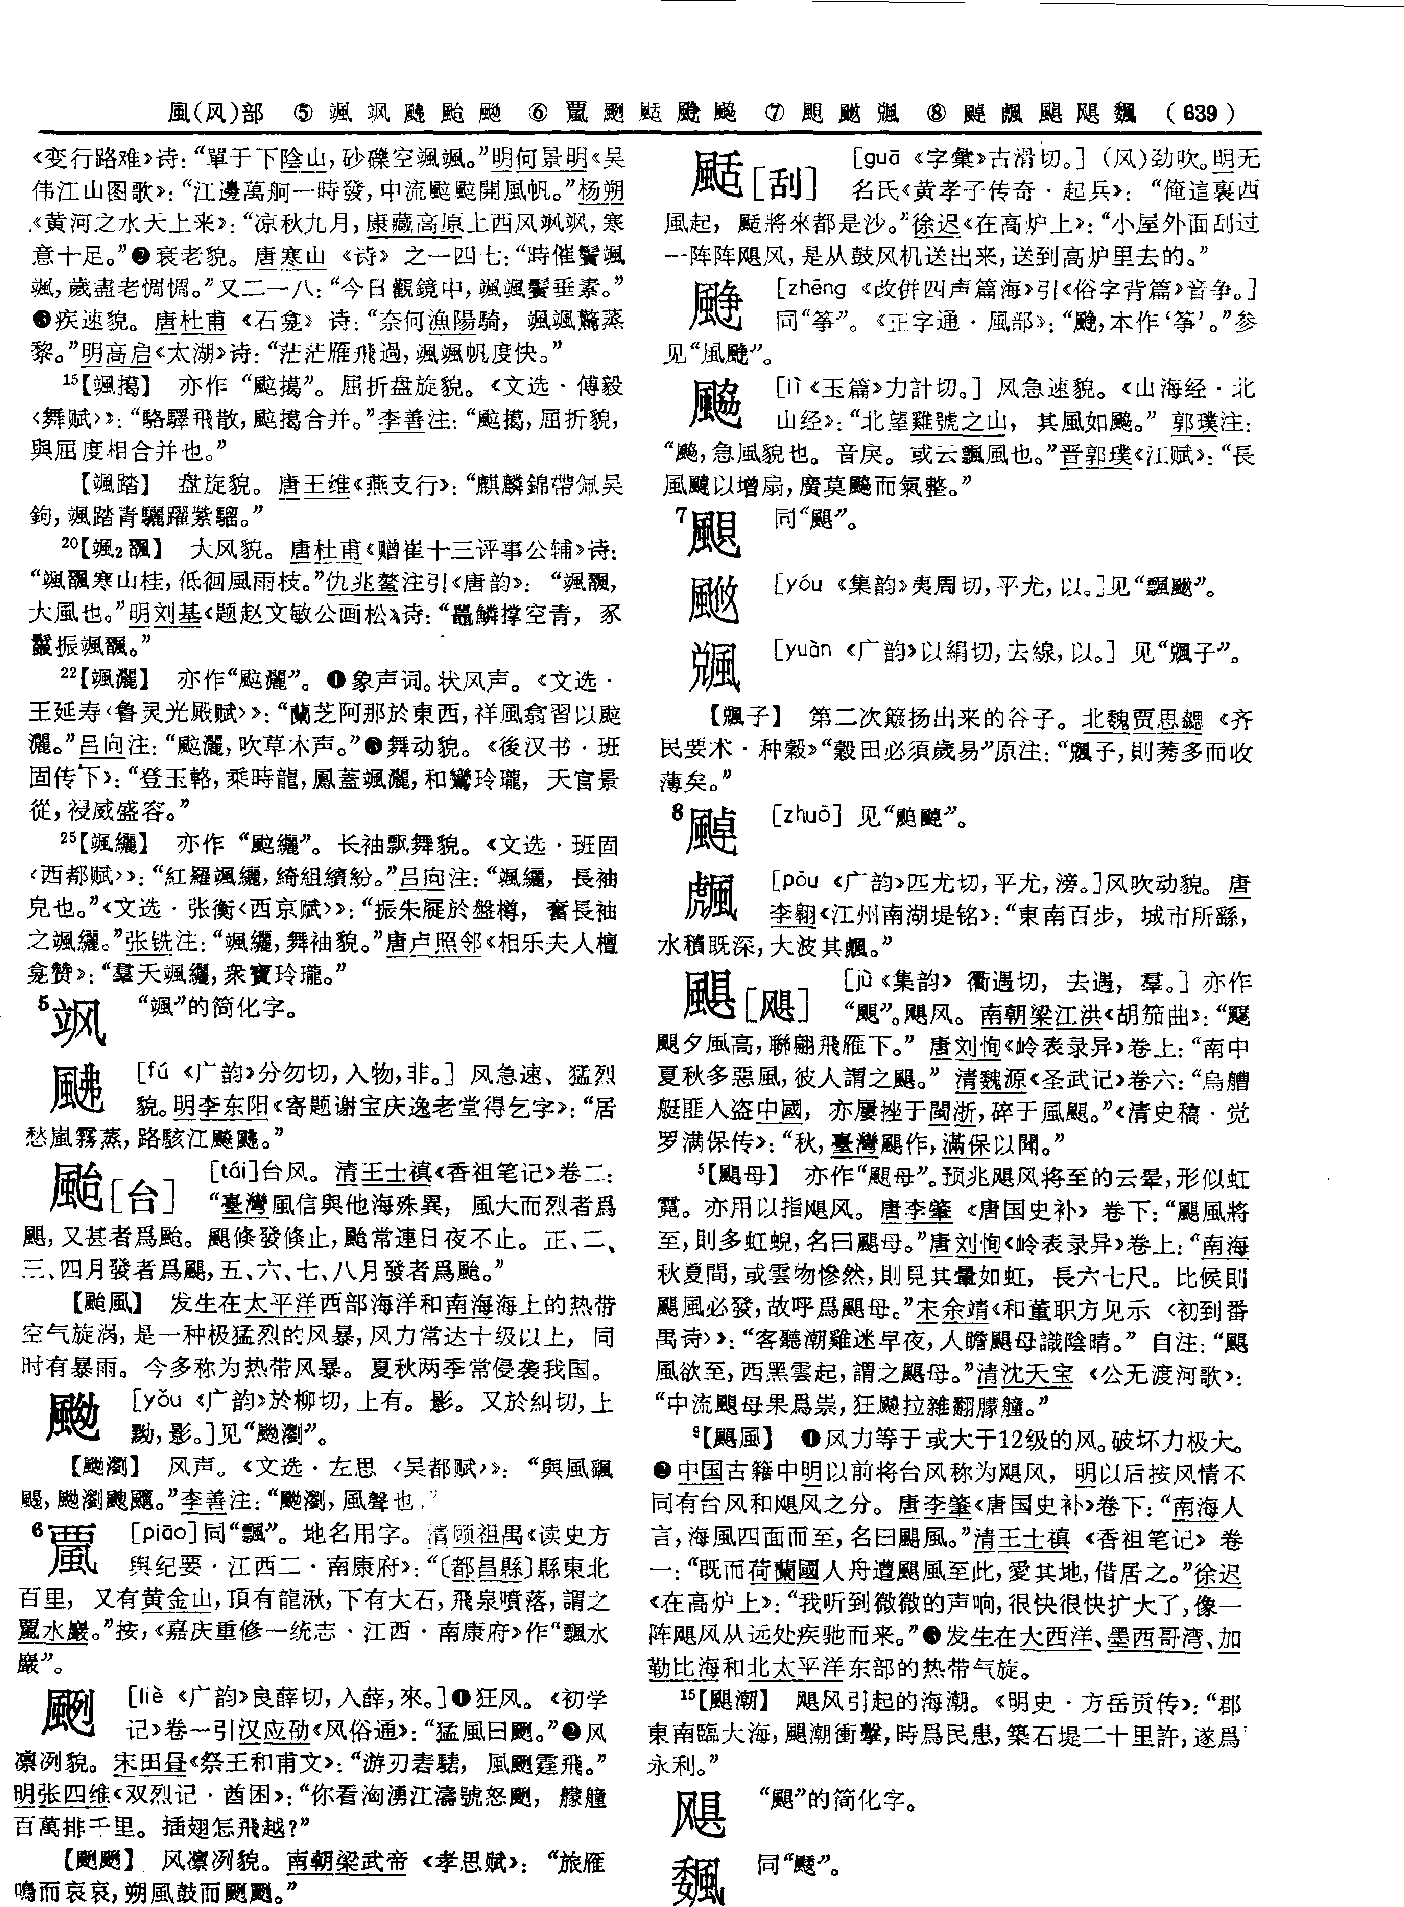 風(风)部 ⑤ 颯 飒 颫 颱 ⑥ 颲 颳 ⑦ ⑧ 颶 飓 (639)
《变行路难》诗：“單于下陰山，砂礫空颯颯。”明何景明《吴
伟江山图歌》：“江邊萬舸一時發，中流颭颭開風帆。”杨朔
《黄河之水天上来》：“凉秋九月，康藏高原上西风飒飒，寒
意十足。”❷衰老貌。唐寒山《诗》之一四七：“時催鬢颯
颯，歲盡老惆惆。”又二一八：“今日觀鏡中，颯颯鬢垂素。”
❸疾速貌。唐杜甫《石龛》诗：“奈何漁陽騎，颯颯驚蒸
黎。”明高启《太湖》诗：“茫茫雁飛過，颯颯帆度快。”
15【颯擖】 亦作“擖”。屈折盘旋貌。《文选·傅毅
〈舞赋〉》：“駱驛飛散，擖合并。”李善注：“擖，屈折貌，
與屈度相合并也。”
【颯踏】 盘旋貌。唐王维《燕支行》：“麒麟錦帶佩吴
鉤，颯踏青驪躍紫騮。”
20【颯2飁】 大风貌。唐杜甫《赠崔十三评事公辅》诗：
“颯飁寒山桂，低徊風雨枝。”仇兆鳌注引《唐韵》：“颯飁，
大風也。”明刘基《题赵文敏公画松》诗：“鱗撑空青，豕
鬣振颯飁。”
22【颯灑】 亦作“灑”。❶象声词。状风声。《文选·
王延寿〈鲁灵光殿赋〉》：“蘭芝阿那於東西，祥風翕習以
灑。”吕向注：“灑，吹草木声。”❷舞动貌。《後汉书·班
固传下》：“登玉輅，乘時龍，鳳蓋颯灑，和鸞玲瓏，天官景
從，祲威盛容。”
25【颯纚】 亦作“纚”。长袖飘舞貌。《文选·班固
〈西都赋〉》：“紅羅颯纚，綺組繽紛。”吕向注：“颯纚，長袖
皃也。”《文选·张衡〈西京赋〉》：“振朱屣於盤樽，奮長袖
之颯纚。”张铣注：“颯纚，舞袖貌。”唐卢照邻《相乐夫人檀
龛赞》：“羣天颯纚，衆寶玲瓏。”
5飒 “颯”的简化字。
颫 [fú《广韵》分勿切，入物，非。] 风急速、猛烈
貌。明李东阳《寄题谢宝庆逸老堂得乞字》：“居
愁嵐霧蒸，路駭江飈颫。”
颱[台] [tái]台风。清王士禛《香祖笔记》卷二：
“臺灣風信與他海殊異，風大而烈者爲
颶，又甚者爲颱。颶倏發倏止，颱常連日夜不止。正、二、
三、四月發者爲颶，五、六、七、八月發者爲颱。”
【颱風】 发生在太平洋西部海洋和南海海上的热带
空气旋涡，是一种极猛烈的风暴，风力常达十级以上，同
时有暴雨。今多称为热带风暴。夏秋两季常侵袭我国。
䬀 [yǒu《广韵》於柳切，上有。影。又於糾切，上
黝，影。]见“䬀瀏”。
【䬀瀏】 风声。《文选·左思〈吴都赋〉》：“與風飖
颺，䬀瀏飕飀。”李善注：“䬀瀏，風聲也。”
6 [piāo]同“飄”。地名用字。清顾祖禹《读史方
舆纪要·江西二·南康府》：“〔都昌縣〕縣東北
百里，又有黄金山，頂有龍湫，下有大石，飛泉噴落，謂之
水巖。”按，《嘉庆重修一统志·江西·南康府》作“飄水
巖”。
颲 [liè《广韵》良薛切，入薛，來。]❶狂风。《初学
记》卷一引汉应劭《风俗通》：“猛風曰颲。”❷风
凛冽貌。宋田昼《祭王和甫文》：“游刃砉騞，風颲霆飛。”
明张四维《双烈记·酋困》：“你看洶湧江濤號怒颲，艨艟
百萬排千里。插翅怎飛越？”
【颲颲】 风凛冽貌。南朝梁武帝《孝思赋》：“旅雁
鳴而哀哀，朔風鼓而颲颲。”
颳[刮] [guā《字彙》古滑切。]（风）劲吹。明无
名氏《黄孝子传奇·起兵》：“俺這裏西
風起，颳將來都是沙。”徐迟《在高炉上》：“小屋外面刮过
一阵阵飓风，是从鼓风机送出来，送到高炉里去的。”
[zhēng《改併四声篇海》引《俗字背篇》音争。]
同“筝”。《正字通·風部》：“，本作‘筝’。”参
见“風”。
[lì《玉篇》力計切。] 风急速貌。《山海经·北
山经》：“北望雞號之山，其風如飈。” 郭璞注：
“飈，急風貌也。音戾。或云飄風也。”晋郭璞《江赋》：“長
風以增扇，廣莫飈而氣整。”
7 同“颶”。
[yóu《集韵》夷周切，平尤，以。]见“飄”。
[yuàn《广韵》以絹切，去線，以。] 见“子”。
【子】 第二次簸扬出来的谷子。北魏贾思勰《齐
民要术·种穀》“穀田必須歲易”原注：“子，則莠多而收
薄矣。”
8 [zhuō] 见“”。
[pōu《广韵》匹尤切，平尤，滂。]风吹动貌。唐
李翱《江州南湖堤铭》：“東南百步，城市所繇，
水積既深，大波其。”
颶[飓] [jù《集韵》衢遇切，去遇，羣。] 亦作
“”。飓风。南朝梁江洪《胡笳曲》：“飈
颶夕風高，聯翩飛雁下。” 唐刘恂《岭表录异》卷上：“南中
夏秋多惡風，彼人謂之颶。” 清魏源《圣武记》卷六：“烏艚
艇匪入盗中國，亦屢挫于閩浙，碎于風颶。”《清史稿·觉
罗满保传》：“秋，臺灣颶作，滿保以聞。”
5【颶母】 亦作“母”。预兆飓风将至的云晕，形似虹
霓。亦用以指飓风。唐李肇《唐国史补》卷下：“颶風將
至，則多虹蜺，名曰颶母。”唐刘恂《岭表录异》卷上：“南海
秋夏間，或雲物慘然，則見其暈如虹，長六七尺。比候則
颶風必發，故呼爲颶母。”宋余靖《和董职方见示〈初到番
禺诗〉》：“客聽潮雞迷早夜，人瞻颶母識陰晴。” 自注：“颶
風欲至，西黑雲起，謂之颶母。”清沈天宝《公无渡河歌》：
“中流颶母果爲祟，狂飈拉雜翻艨艟。”
9【颶風】 ❶风力等于或大于12级的风。破坏力极大。
❷中国古籍中明以前将台风称为飓风，明以后按风情不
同有台风和飓风之分。唐李肇《唐国史补》卷下：“南海人
言，海風四面而至，名曰颶風。”清王士禛《香祖笔记》卷
一：“既而荷蘭國人舟遭颶風至此，愛其地，借居之。”徐迟
《在高炉上》：“我听到微微的声响，很快很快扩大了，像一
阵飓风从远处疾驰而来。”❸发生在大西洋、墨西哥湾、加
勒比海和北太平洋东部的热带气旋。
15【颶潮】 飓风引起的海潮。《明史·方岳贡传》：“郡
東南臨大海，颶潮衝擊，時爲民患，築石堤二十里許，遂爲
永利。”
飓 “颶”的简化字。
同“”。